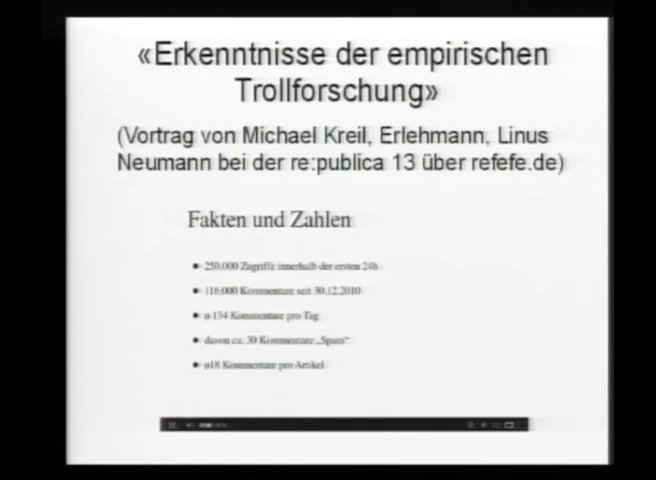 «Erkenntnisse der empirischen
Trollforschung»
(Vortrag von Michael Kreil, Erlehmann, Linus
Neumann bei der re:publica 13 über refefe.de)
Fakten und Zahlen
250.000 Zugriffe innerhalb der ersten 24h
116.000 Kommentare seit 30.12.2010
ø 134 Kommentare pro Tag
davon ca. 30 Kommentare „Spam“
ø18 Kommentare pro Artikel